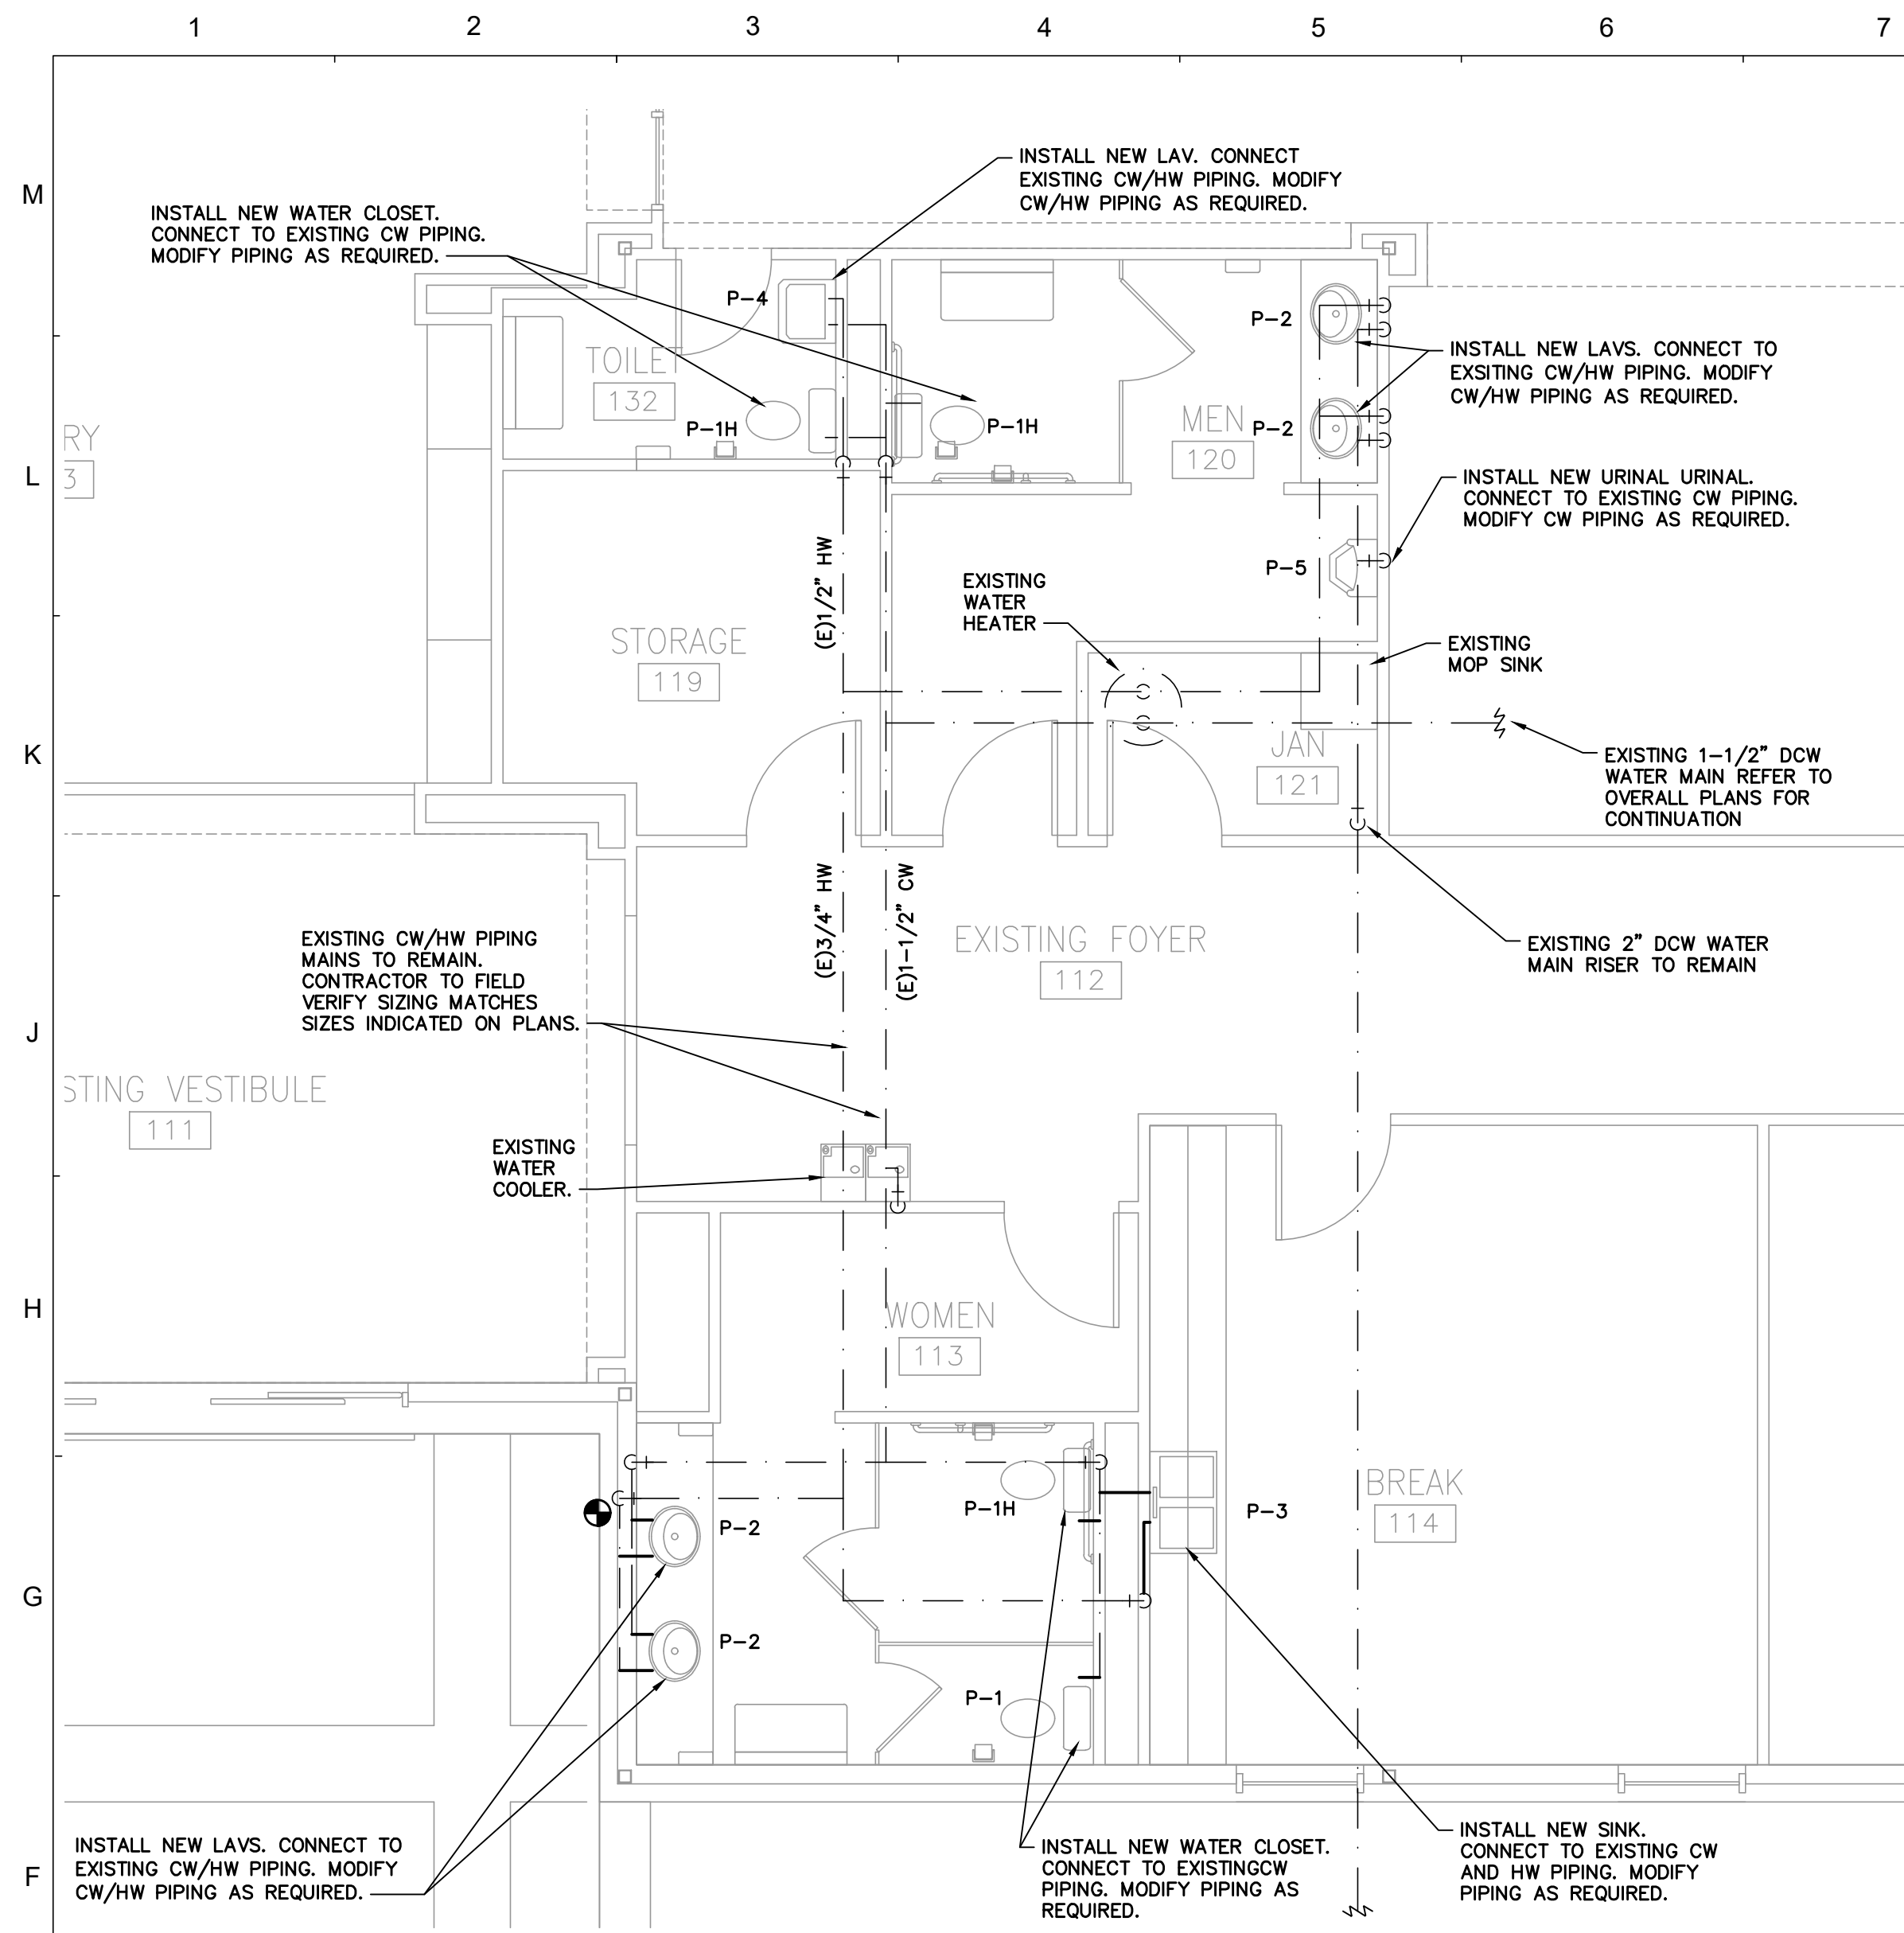 1 2 3 4 5 6 7
M
L
K
J
H
G
F
INSTALL NEW LAV. CONNECT
EXISTING CW/HW PIPING. MODIFY
CW/HW PIPING AS REQUIRED.
INSTALL NEW WATER CLOSET.
CONNECT TO EXISTING CW PIPING.
MODIFY PIPING AS REQUIRED.
P-4
P-2
TOILET
132
P-1H
P-1H
MEN
120
P-2
INSTALL NEW LAVS. CONNECT TO
EXSITING CW/HW PIPING. MODIFY
CW/HW PIPING AS REQUIRED.
RY
3
INSTALL NEW URINAL URINAL.
CONNECT TO EXISTING CW PIPING.
MODIFY CW PIPING AS REQUIRED.
P-5
(E)1/2" HW
EXISTING
WATER
HEATER
STORAGE
119
EXISTING
MOP SINK
JAN
121
EXISTING 1-1/2" DCW
WATER MAIN REFER TO
OVERALL PLANS FOR
CONTINUATION
(E)3/4" HW
(E)1-1/2" CW
EXISTING FOYER
112
EXISTING 2" DCW WATER
MAIN RISER TO REMAIN
EXISTING CW/HW PIPING
MAINS TO REMAIN.
CONTRACTOR TO FIELD
VERIFY SIZING MATCHES
SIZES INDICATED ON PLANS.
STING VESTIBULE
111
EXISTING
WATER
COOLER.
WOMEN
113
P-1H
P-3
BREAK
114
P-2
P-2
P-1
INSTALL NEW LAVS. CONNECT TO
EXISTING CW/HW PIPING. MODIFY
CW/HW PIPING AS REQUIRED.
INSTALL NEW WATER CLOSET.
CONNECT TO EXISTINGCW
PIPING. MODIFY PIPING AS
REQUIRED.
INSTALL NEW SINK.
CONNECT TO EXISTING CW
AND HW PIPING. MODIFY
PIPING AS REQUIRED.